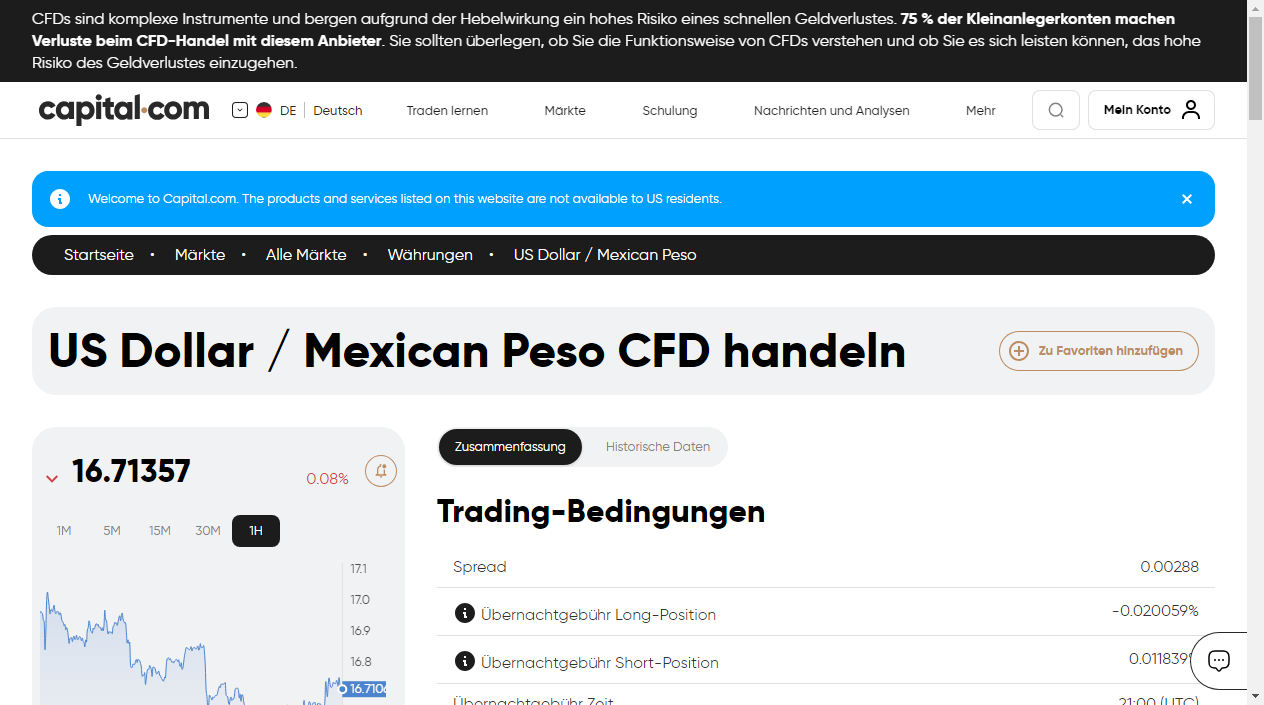 CFDs sind komplexe Instrumente und bergen aufgrund der Hebelwirkung ein hohes Risiko eines schnellen Geldverlustes. 75 % der Kleinanlegerkonten machen
Verluste beim CFD-Handel mit diesem Anbieter. Sie sollten überlegen, ob Sie die Funktionsweise von CFDs verstehen und ob Sie es sich leisten können, das hohe
Risiko des Geldverlustes einzugehen.
capital.com DE Deutsch Traden lernen Märkte Schulung Nachrichten und Analysen Mehr Mein Konto
Welcome to Capital.com. The products and services listed on this website are not available to US residents.
Startseite • Märkte • Alle Märkte • Währungen • US Dollar / Mexican Peso
US Dollar / Mexican Peso CFD handeln
Zu Favoriten hinzufügen
16.71357 0.08%
1M 5M 15M 30M 1H
17.1
17.0
16.9
16.8
16.710
Zusammenfassung Historische Daten
Trading-Bedingungen
Spread 0.00288
Übernachtgebühr Long-Position -0.020059%
Übernachtgebühr Short-Position 0.011839%
Übernachtgebühr Zeit 21:00 (UTC)